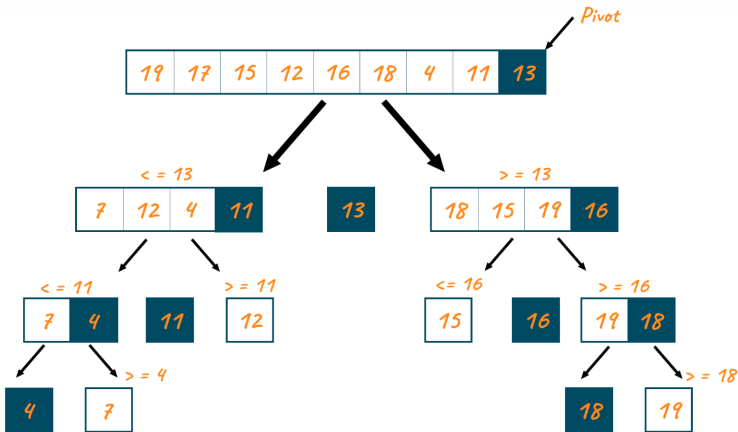 Pivot
19 17 15 12 16 18 4 11 13
< = 13 > = 13
7 12 4 11 13 18 15 19 16
< = 11 > = 11 <= 16 > = 16
7 4 11 12 15 16 19 18
> = 4 > = 18
4 7 18 19